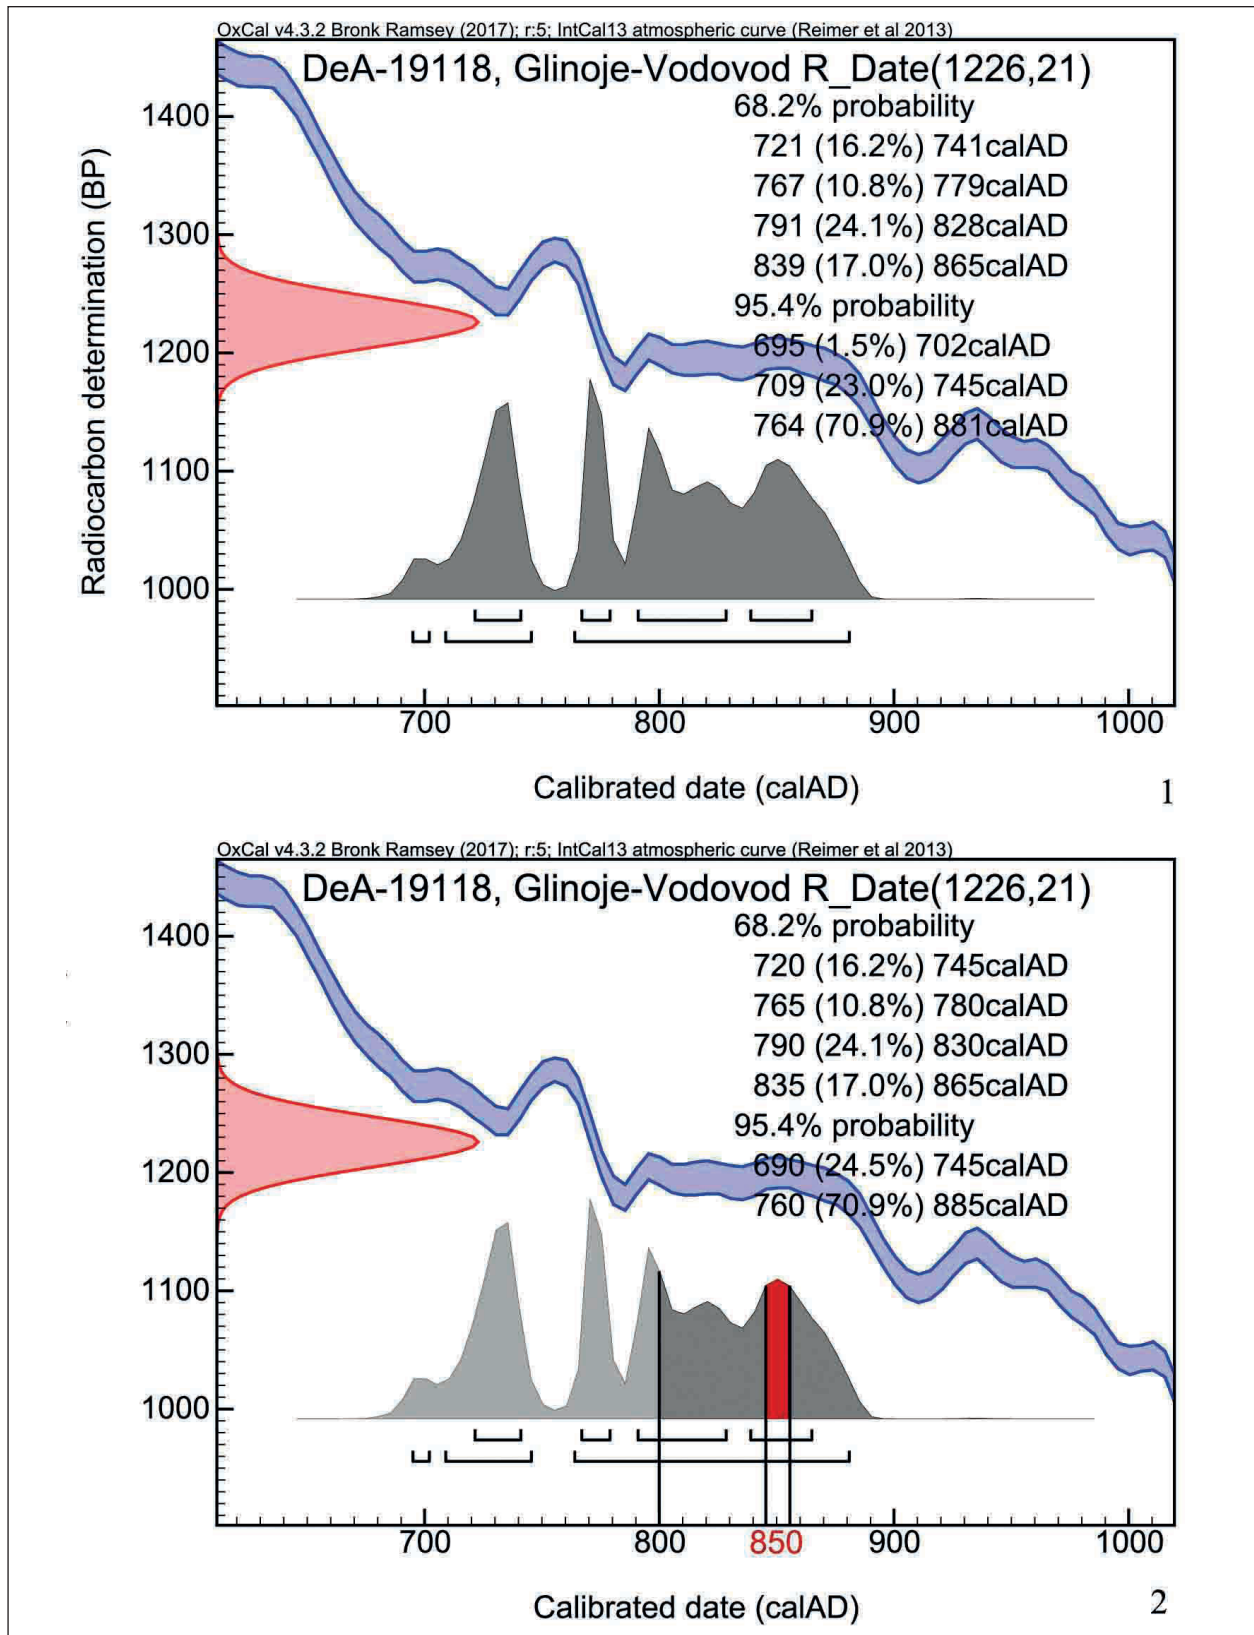 OxCal v4.3.2 Bronk Ramsey (2017); r:5; IntCal13 atmospheric curve (Reimer et al 2013)
DeA-19118, Glinoje-Vodovod R_Date(1226,21)
68.2% probability
721 (16.2%) 741calAD
767 (10.8%) 779calAD
791 (24.1%) 828calAD
839 (17.0%) 865calAD
95.4% probability
695 (1.5%) 702calAD
709 (23.0%) 745calAD
764 (70.9%) 881calAD
Radiocarbon determination (BP)
1400
1300
1200
1100
1000
700 800 900 1000
Calibrated date (calAD)
1
OxCal v4.3.2 Bronk Ramsey (2017); r:5; IntCal13 atmospheric curve (Reimer et al 2013)
DeA-19118, Glinoje-Vodovod R_Date(1226,21)
68.2% probability
720 (16.2%) 745calAD
765 (10.8%) 780calAD
790 (24.1%) 830calAD
835 (17.0%) 865calAD
95.4% probability
690 (24.5%) 745calAD
760 (70.9%) 885calAD
1400
1300
1200
1100
1000
700 800 850 900 1000
Calibrated date (calAD)
2